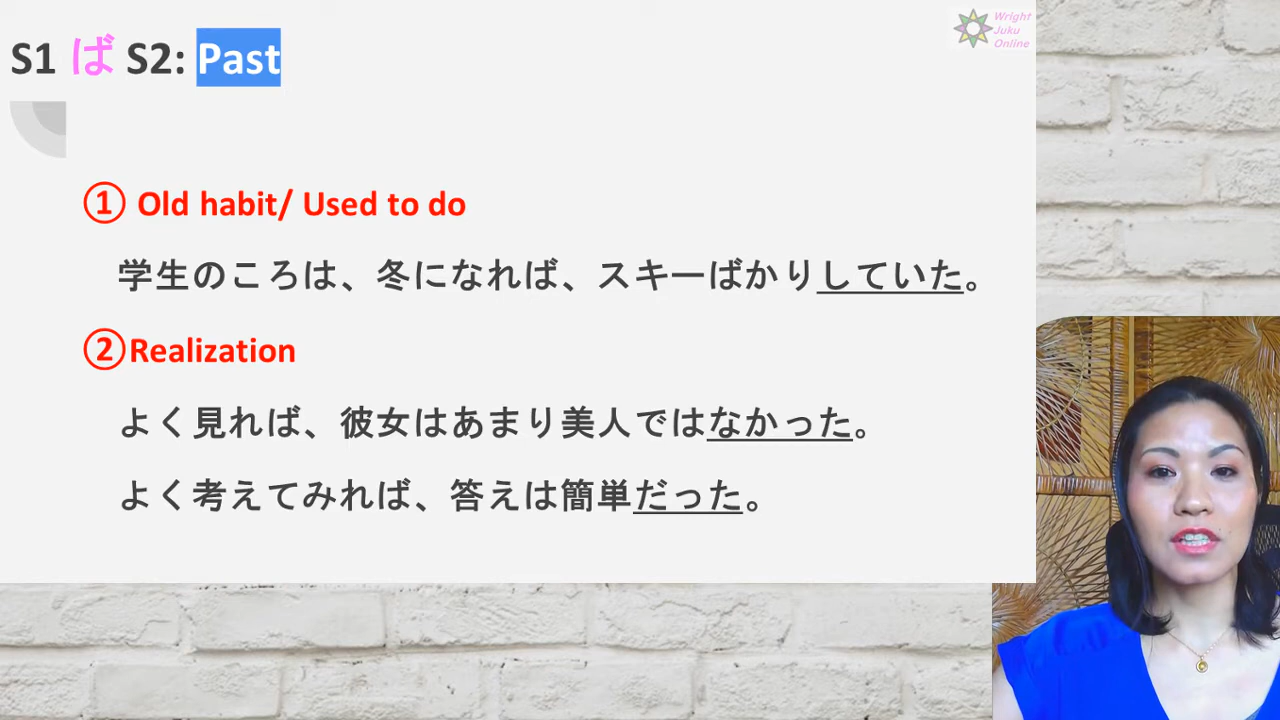 S1 ば S2: Past
Wright
Juku
Online
① Old habit/ Used to do
学生のころは、冬になれば、スキーばかりしていた。
②Realization
よく見れば、彼女はあまり美人ではなかった。
よく考えてみれば、答えは簡単だった。